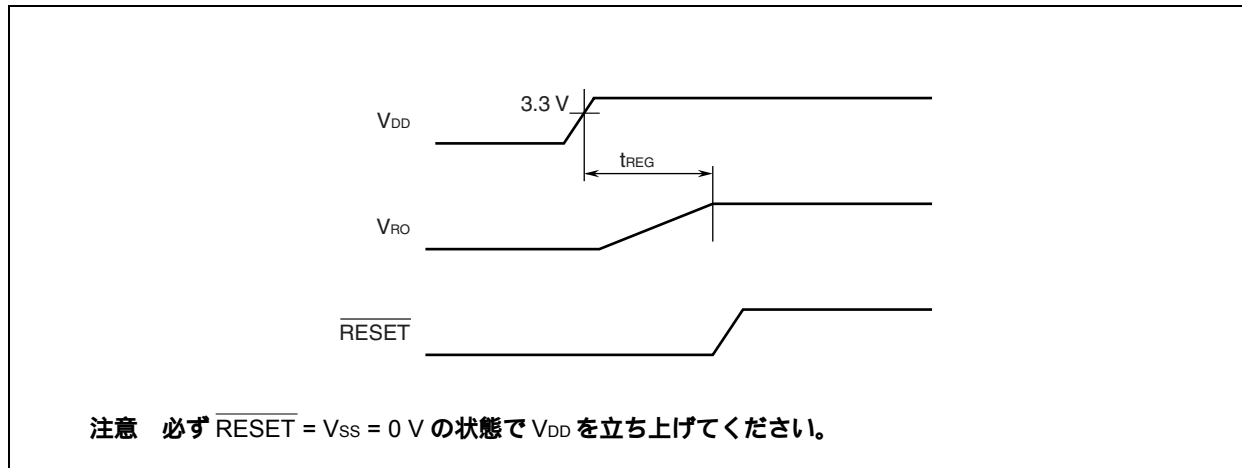 3.3 V
VDD
tREG
VRO
RESET
注意 必ず RESET = VSS = 0 V の状態で VDD を立ち上げてください。